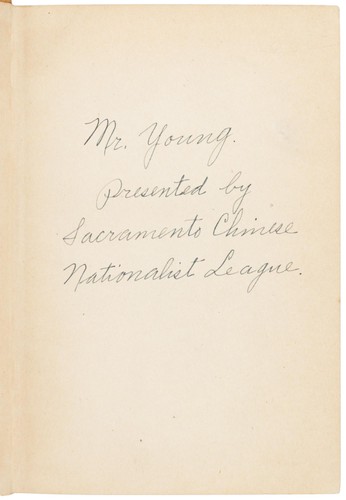 Mr. Young.
Presented by
Sacramento Chinese
Nationalist League.